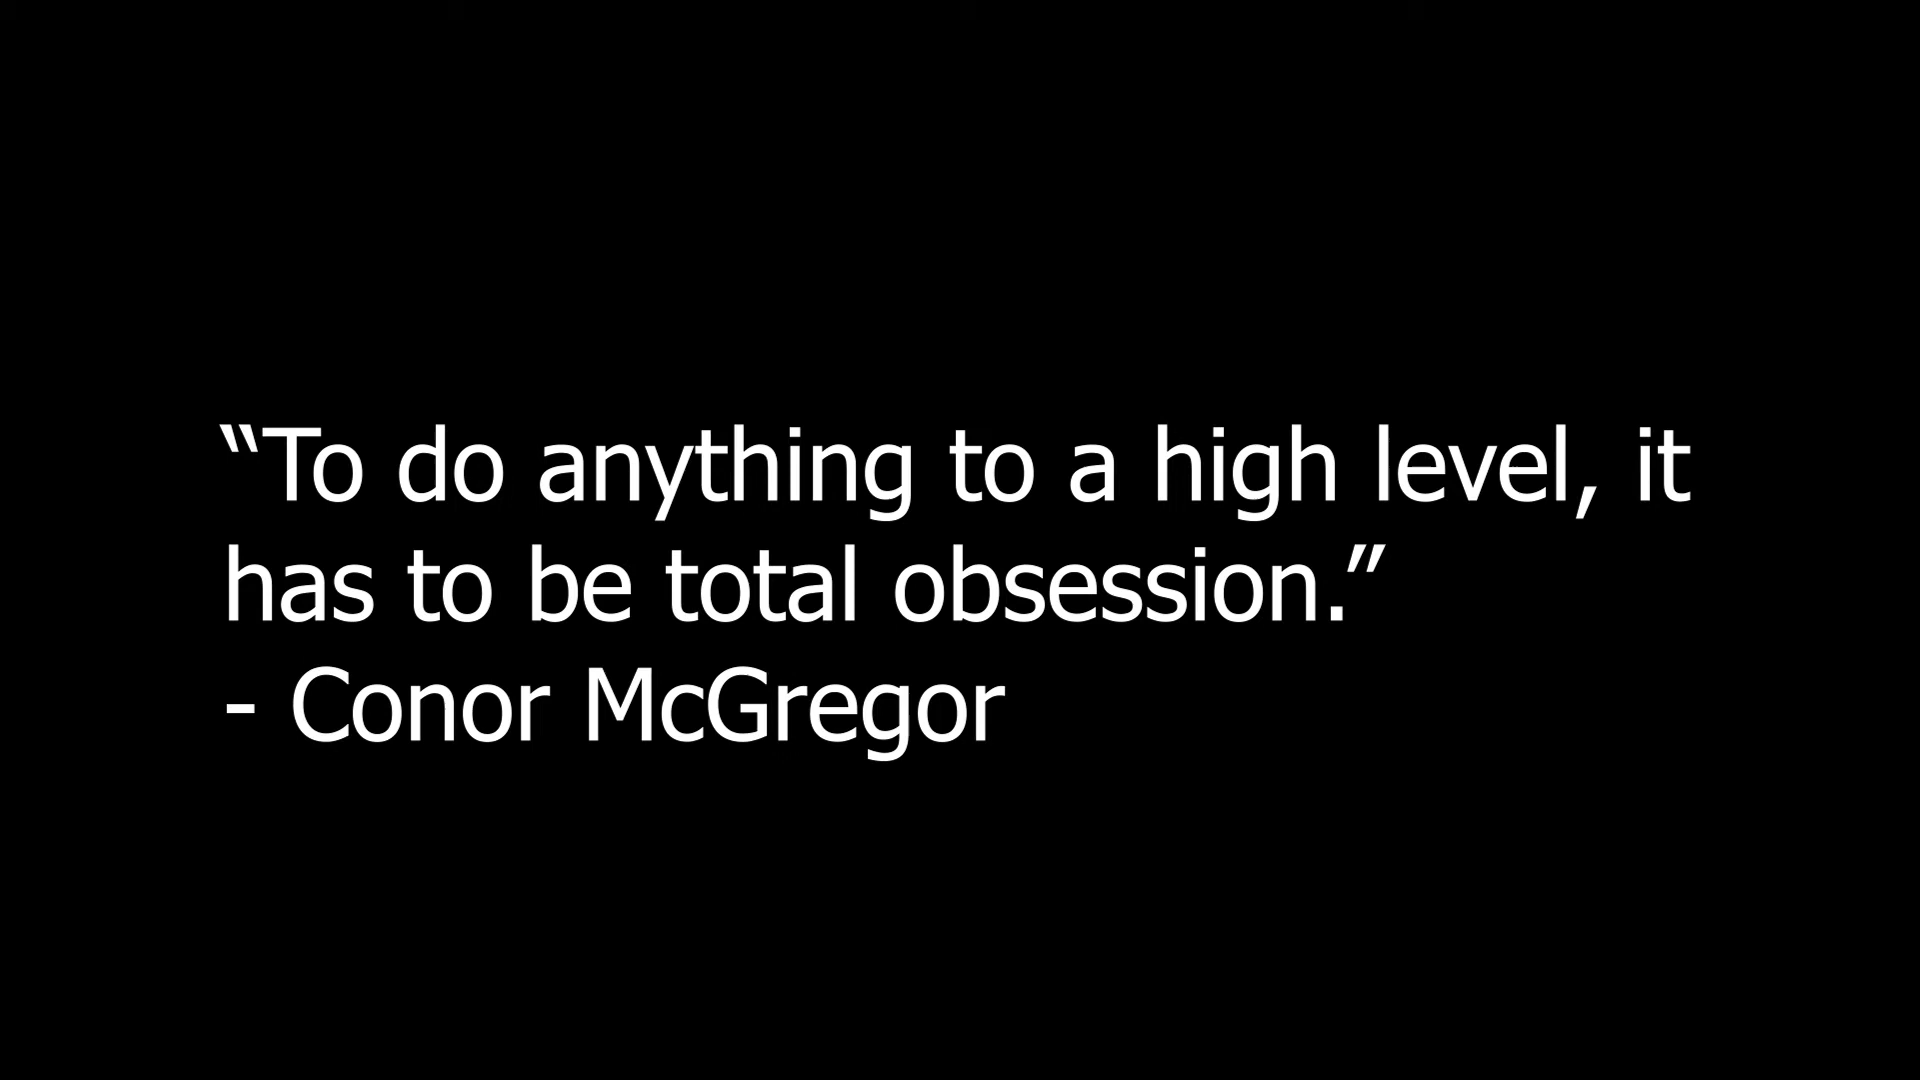 “To do anything to a high level, it
has to be total obsession.”
- Conor McGregor